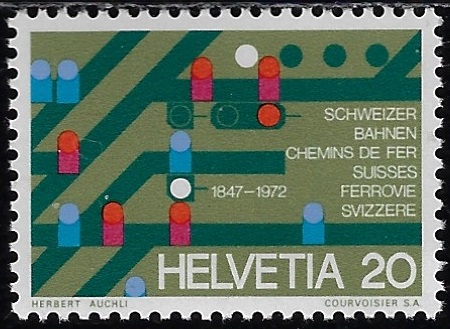 SCHWEIZER
BAHNEN
CHEMINS DE FER
SUISSES
1847-1972 FERROVIE
SVIZZERE
HELVETIA 20
HERBERT AUCHLI COURVOISIER S.A.